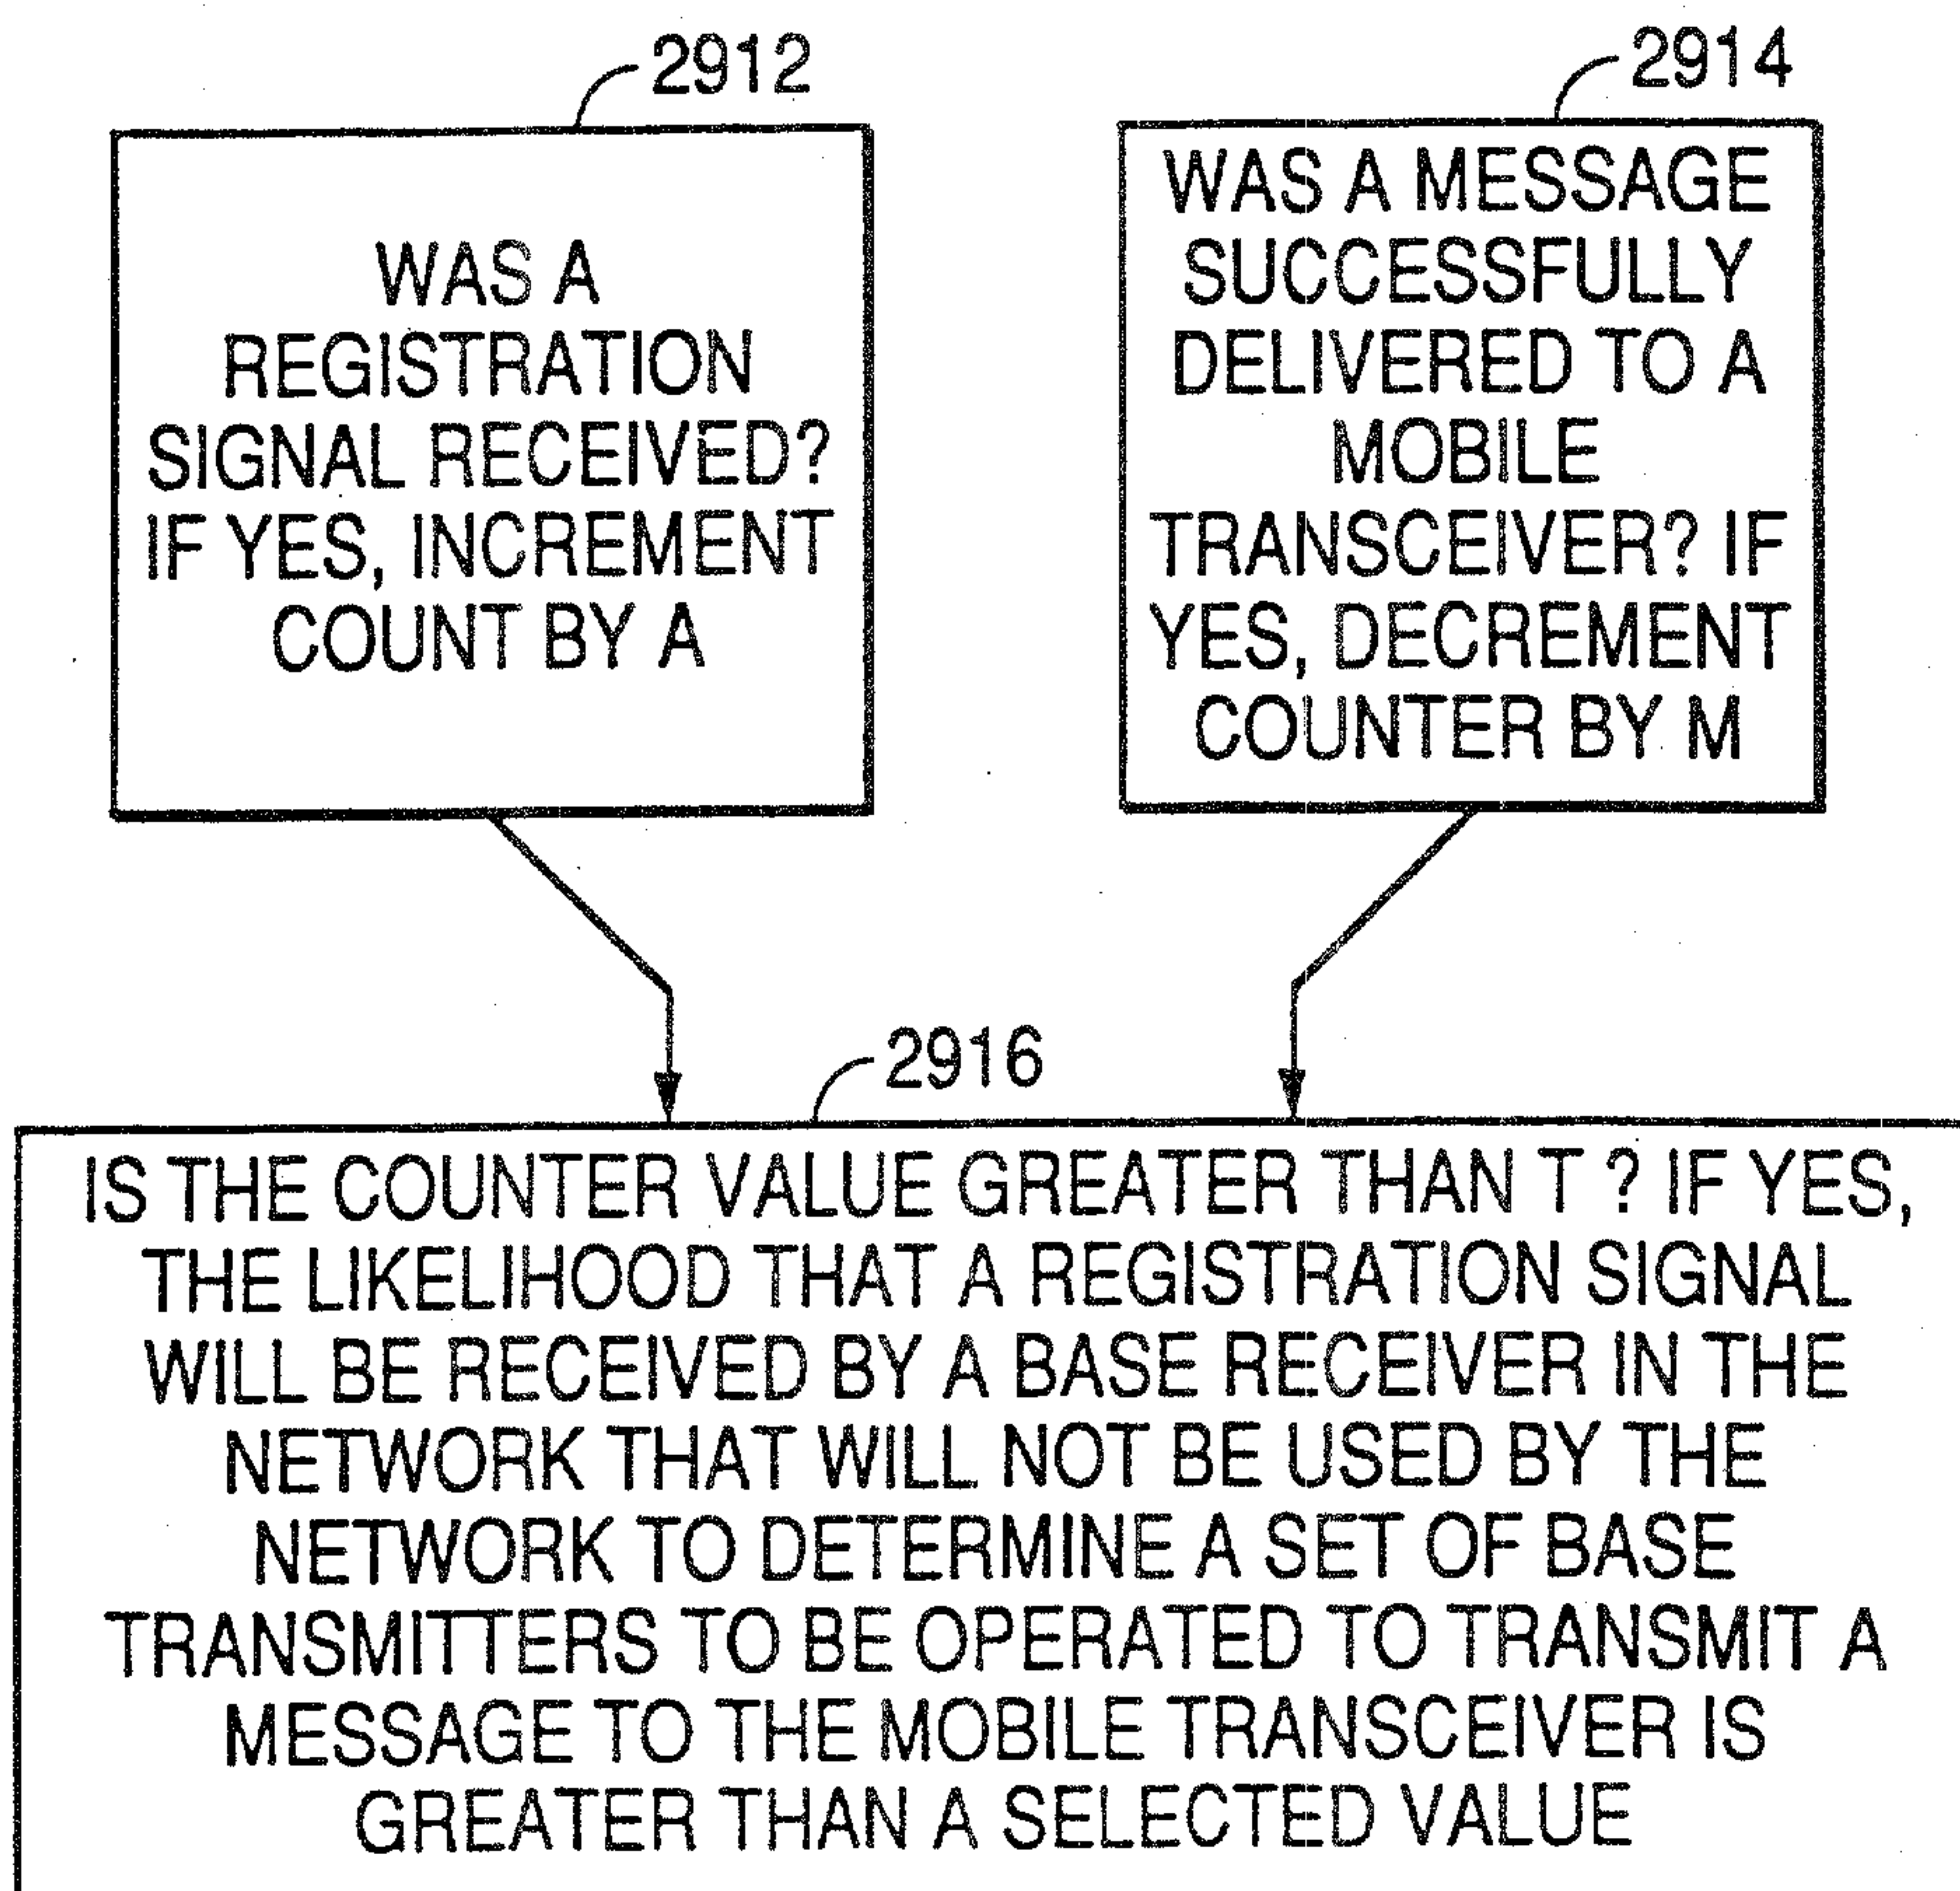 2912
WAS A
REGISTRATION
SIGNAL RECEIVED?
IF YES, INCREMENT
COUNT BY A
2914
WAS A MESSAGE
SUCCESSFULLY
DELIVERED TO A
MOBILE
TRANSCEIVER? IF
YES, DECREMENT
COUNTER BY M
2916
IS THE COUNTER VALUE GREATER THAN T ? IF YES,
THE LIKELIHOOD THAT A REGISTRATION SIGNAL
WILL BE RECEIVED BY A BASE RECEIVER IN THE
NETWORK THAT WILL NOT BE USED BY THE
NETWORK TO DETERMINE A SET OF BASE
TRANSMITTERS TO BE OPERATED TO TRANSMIT A
MESSAGE TO THE MOBILE TRANSCEIVER IS
GREATER THAN A SELECTED VALUE